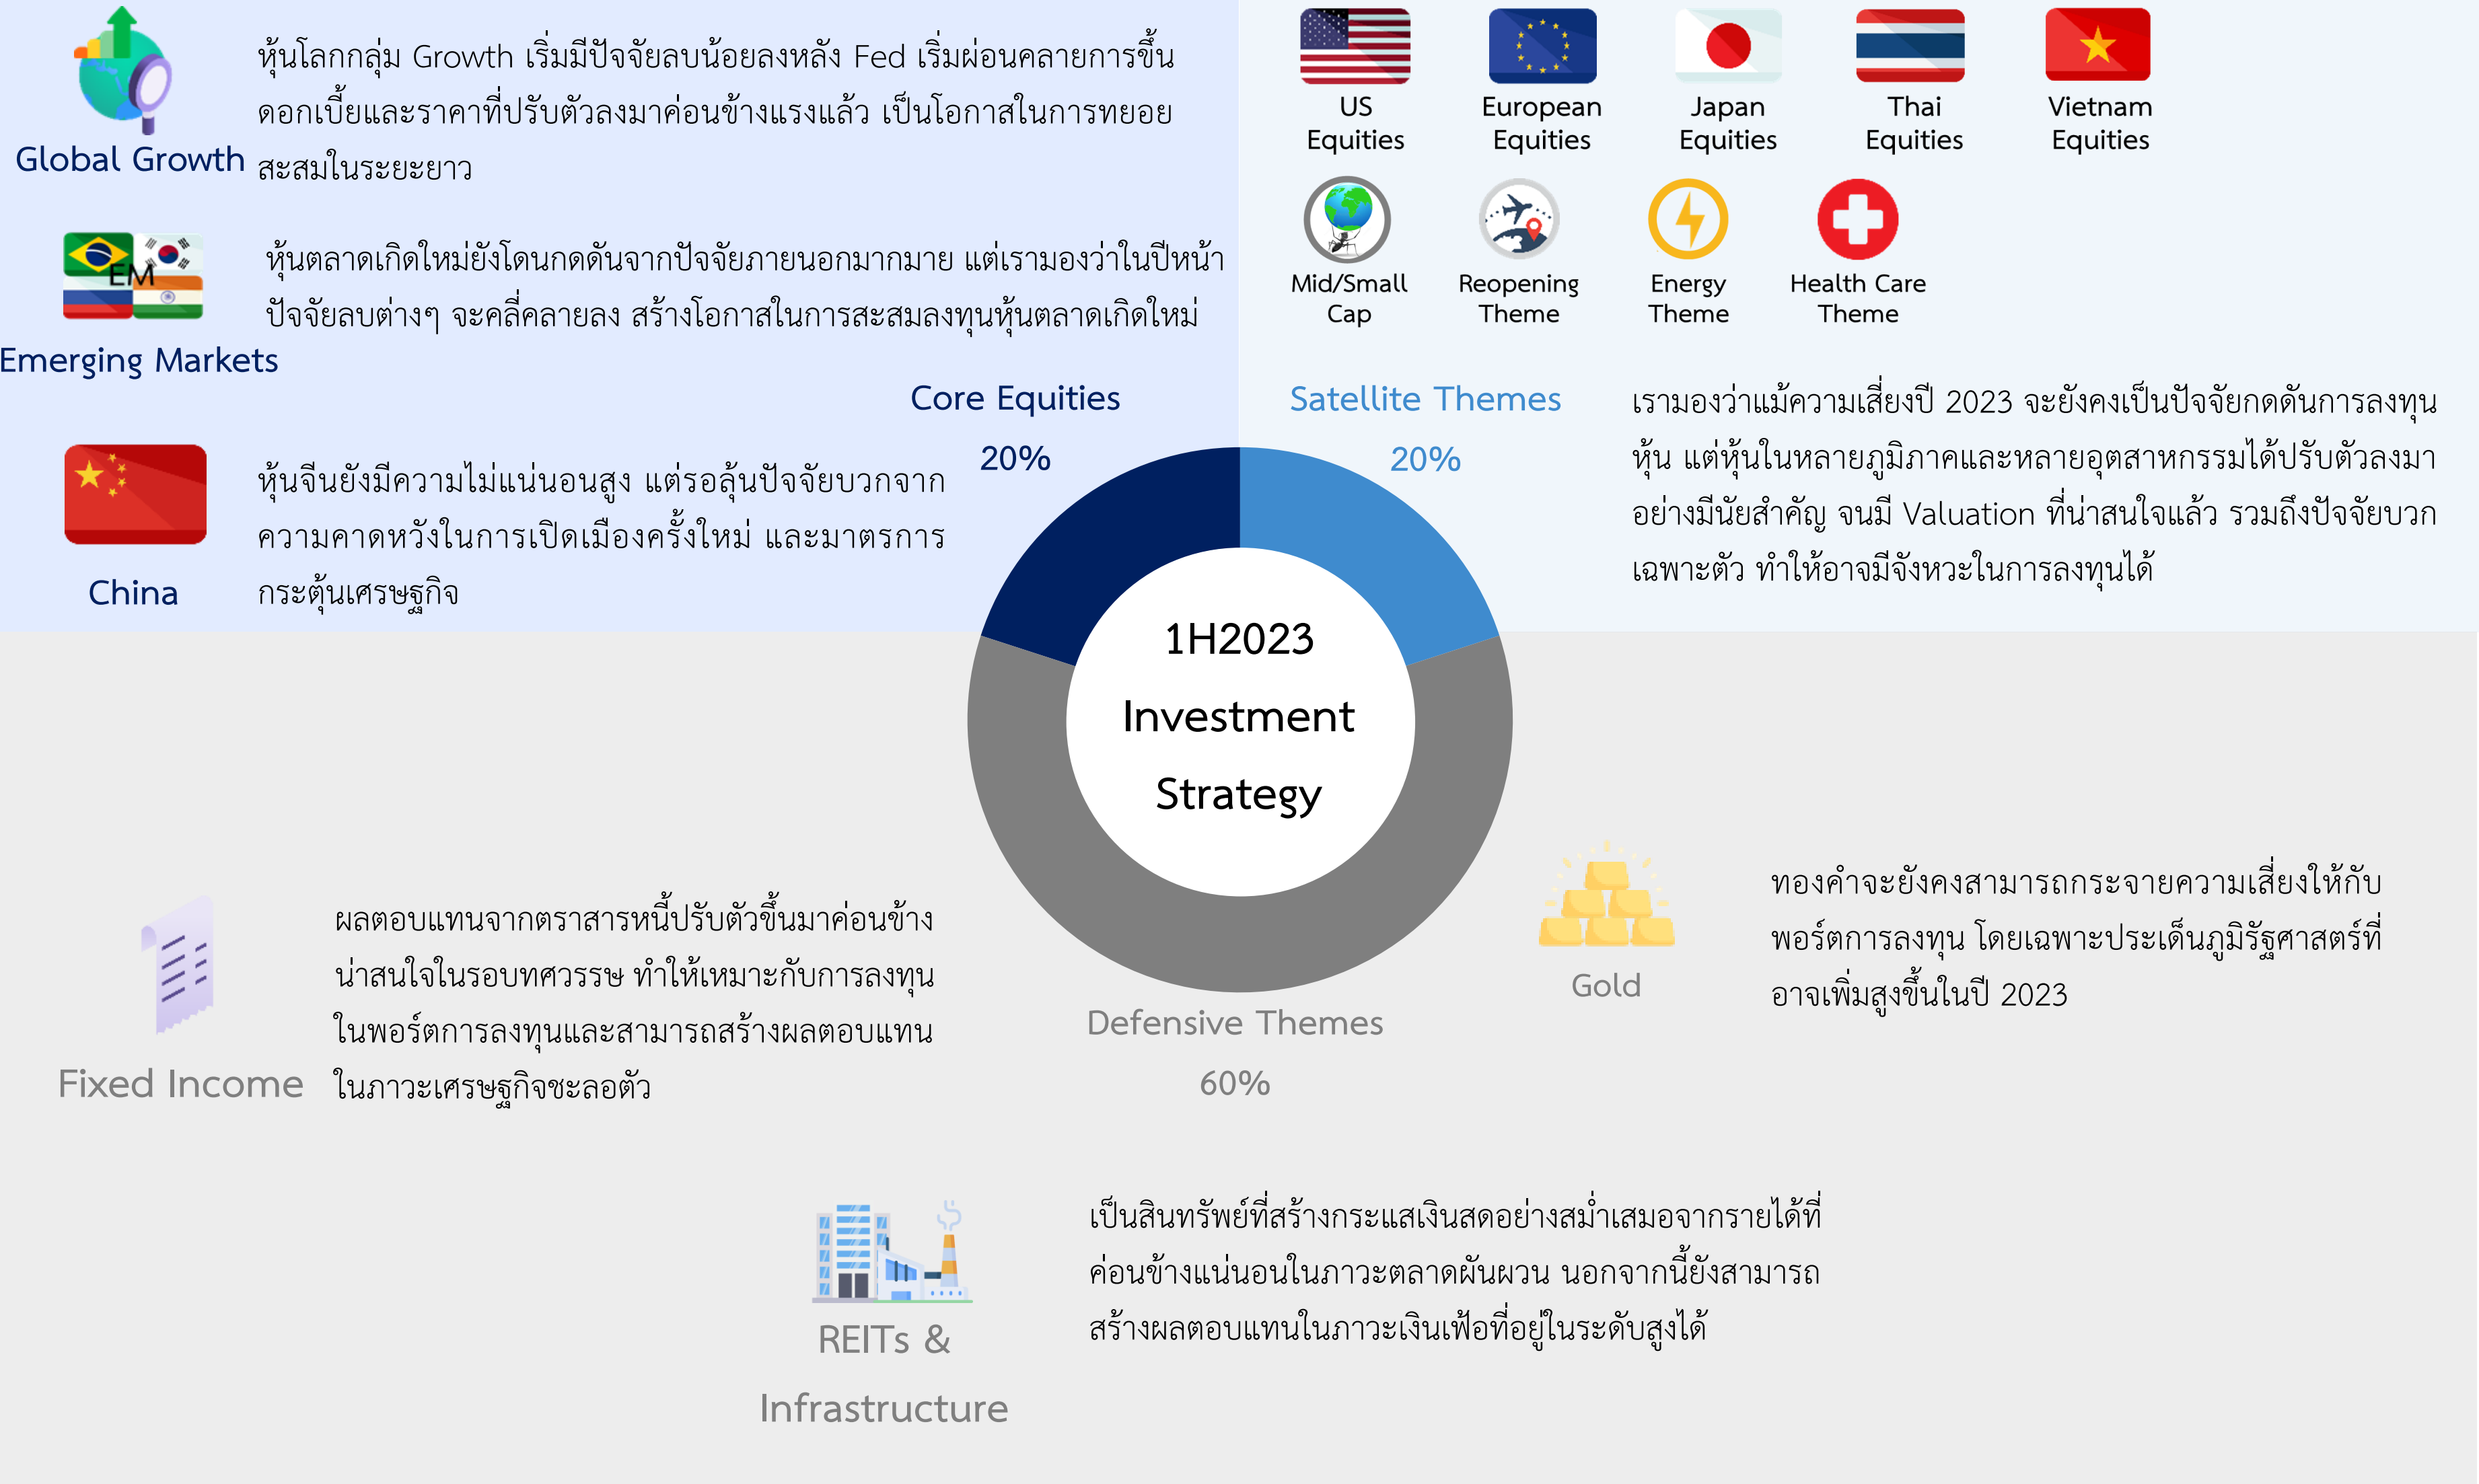 หุ้นโลกกลุ่ม Growth เริ่มมีปัจจัยลบน้อยลงหลัง Fed เริ่มผ่อนคลายการขึ้น
ดอกเบี้ยและราคาที่ปรับตัวลงมาค่อนข้างแรงแล้ว เป็นโอกาสในการทยอย
สะสมในระยะยาว
Global Growth
EM
หุ้นตลาดเกิดใหม่ยังโดนกดดันจากปัจจัยภายนอกมากมาย แต่เรามองว่าในปีหน้า
ปัจจัยลบต่างๆ จะคลี่คลายลง สร้างโอกาสในการสะสมลงทุนหุ้นตลาดเกิดใหม่
Emerging Markets
Core Equities
20%
หุ้นจีนยังมีความไม่แน่นอนสูง แต่รอลุ้นปัจจัยบวกจาก
ความคาดหวังในการเปิดเมืองครั้งใหม่ และมาตรการ
กระตุ้นเศรษฐกิจ
China
US
Equities
European
Equities
Japan
Equities
Thai
Equities
Vietnam
Equities
Mid/Small
Cap
Reopening
Theme
Energy
Theme
Health Care
Theme
Satellite Themes
20%
เรามองว่าแม้ความเสี่ยงปี 2023 จะยังคงเป็นปัจจัยกดดันการลงทุน
หุ้น แต่หุ้นในหลายภูมิภาคและหลายอุตสาหกรรมได้ปรับตัวลงมา
อย่างมีนัยสำคัญ จนมี Valuation ที่น่าสนใจแล้ว รวมถึงปัจจัยบวก
เฉพาะตัว ทำให้อาจมีจังหวะในการลงทุนได้
1H2023
Investment
Strategy
ผลตอบแทนจากตราสารหนี้ปรับตัวขึ้นมาค่อนข้าง
น่าสนใจในรอบทศวรรษ ทำให้เหมาะกับการลงทุน
ในพอร์ตการลงทุนและสามารถสร้างผลตอบแทน
ในภาวะเศรษฐกิจชะลอตัว
Fixed Income
Defensive Themes
60%
Gold
ทองคำจะยังคงสามารถกระจายความเสี่ยงให้กับ
พอร์ตการลงทุน โดยเฉพาะประเด็นภูมิรัฐศาสตร์ที่
อาจเพิ่มสูงขึ้นในปี 2023
เป็นสินทรัพย์ที่สร้างกระแสเงินสดอย่างสม่ำเสมอจากรายได้ที่
ค่อนข้างแน่นอนในภาวะตลาดผันผวน นอกจากนี้ยังสามารถ
สร้างผลตอบแทนในภาวะเงินเฟ้อที่อยู่ในระดับสูงได้
REITs &
Infrastructure